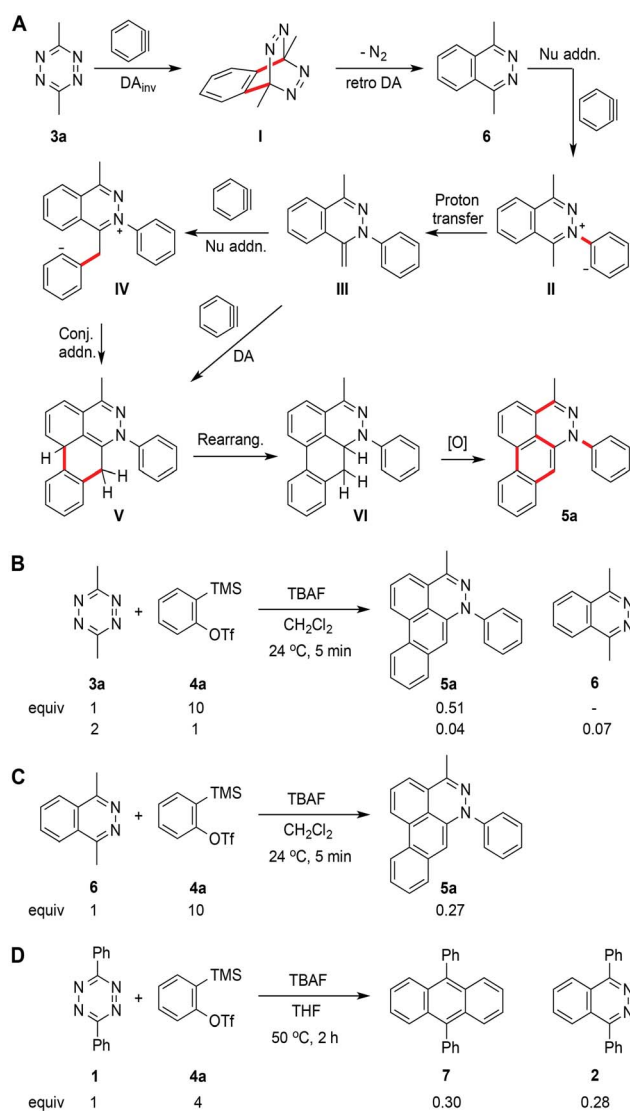 A
DA_inv
- N2
retro DA
Nu addn.
3a
I
6
Proton
transfer
Nu addn.
IV
III
II
Conj.
addn.
DA
Rearrang.
[O]
H
H
H
H
H
H
V
VI
5a
B
TMS
OTf
TBAF
CH2Cl2
24 °C, 5 min
3a 4a 5a 6
equiv 1 10 0.51 -
2 1 0.04 0.07
C
TMS
OTf
TBAF
CH2Cl2
24 °C, 5 min
6 4a 5a
equiv 1 10 0.27
D
Ph
Ph
TMS
OTf
TBAF
THF
50 °C, 2 h
Ph
Ph
Ph
Ph
1 4a 7 2
equiv 1 4 0.30 0.28